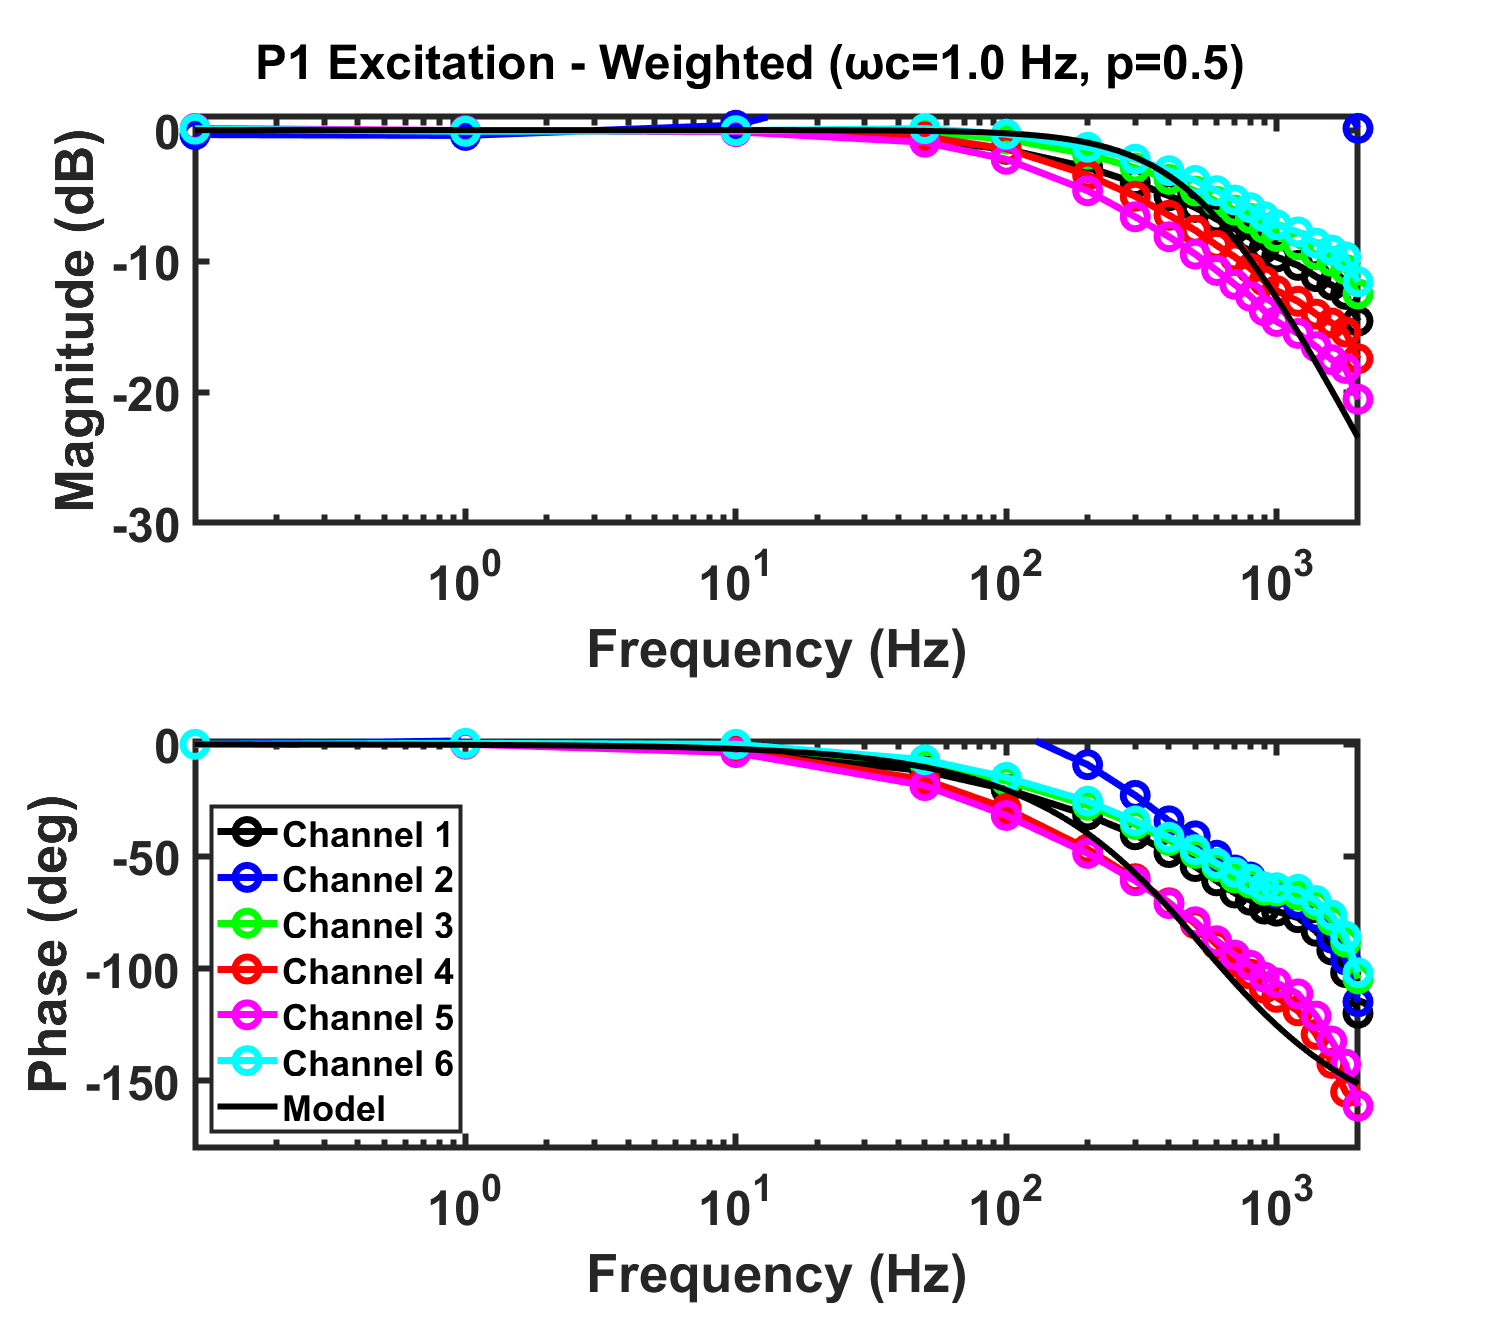 P1 Excitation - Weighted (ωc=1.0 Hz, p=0.5)
Magnitude (dB)
0
-10
-20
-30
10^0
10^1
10^2
10^3
Frequency (Hz)
Phase (deg)
0
-50
-100
-150
Channel 1
Channel 2
Channel 3
Channel 4
Channel 5
Channel 6
Model
10^0
10^1
10^2
10^3
Frequency (Hz)